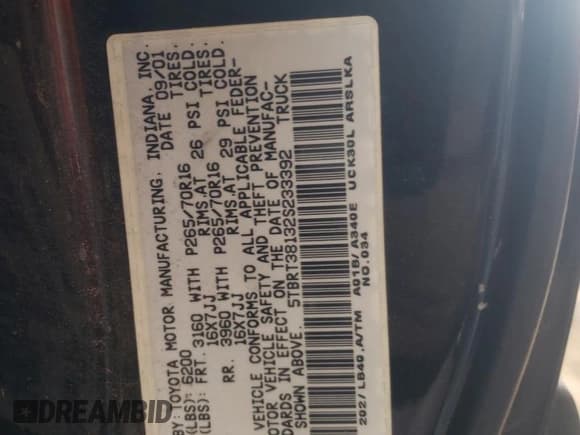 BY: TOYOTA MOTOR MANUFACTURING, INDIANA, INC.
DATE 09/01
(LBS): 6200
(LBS): FRT. 3160 WITH P265/70R16 TIRES,
16X7JJ RIMS, AT 26 PSI COLD.
RR. 3960 WITH P265/70R16 TIRES,
16X7JJ RIMS, AT 29 PSI COLD.
VEHICLE CONFORMS TO ALL APPLICABLE FEDER-
OTOR VEHICLE SAFETY AND THEFT PREVENTION
DARDS IN EFFECT ON THE DATE OF MANUFAC-
SHOWN ABOVE. 5TBRT38132S233392 TRUCK
202/ LB40 ,A/TM A01B/ A340E UCK30L ARSLKA
NO.034
DREAMBID